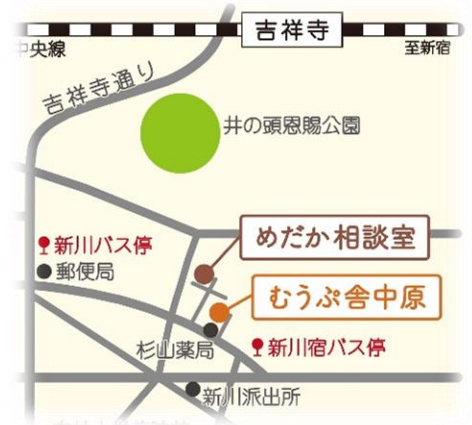 吉祥寺
中央線
至新宿
吉祥寺通り
井の頭恩賜公園
めだか相談室
新川バス停
郵便局
むうぷ舎中原
杉山薬局
新川宿バス停
新川派出所